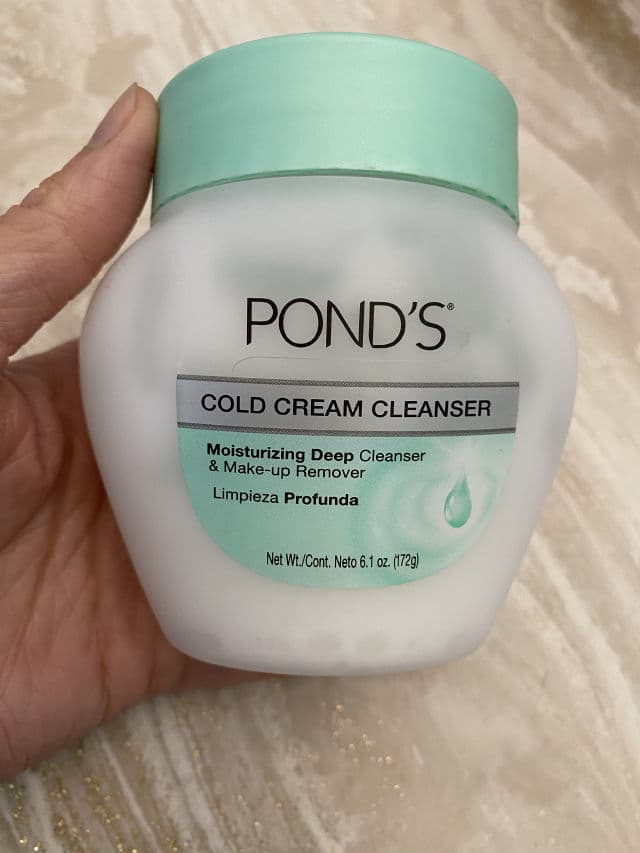 POND'S®
COLD CREAM CLEANSER
Moisturizing Deep Cleanser
& Make-up Remover
Limpieza Profunda
Net Wt./Cont. Neto 6.1 oz. (172g)